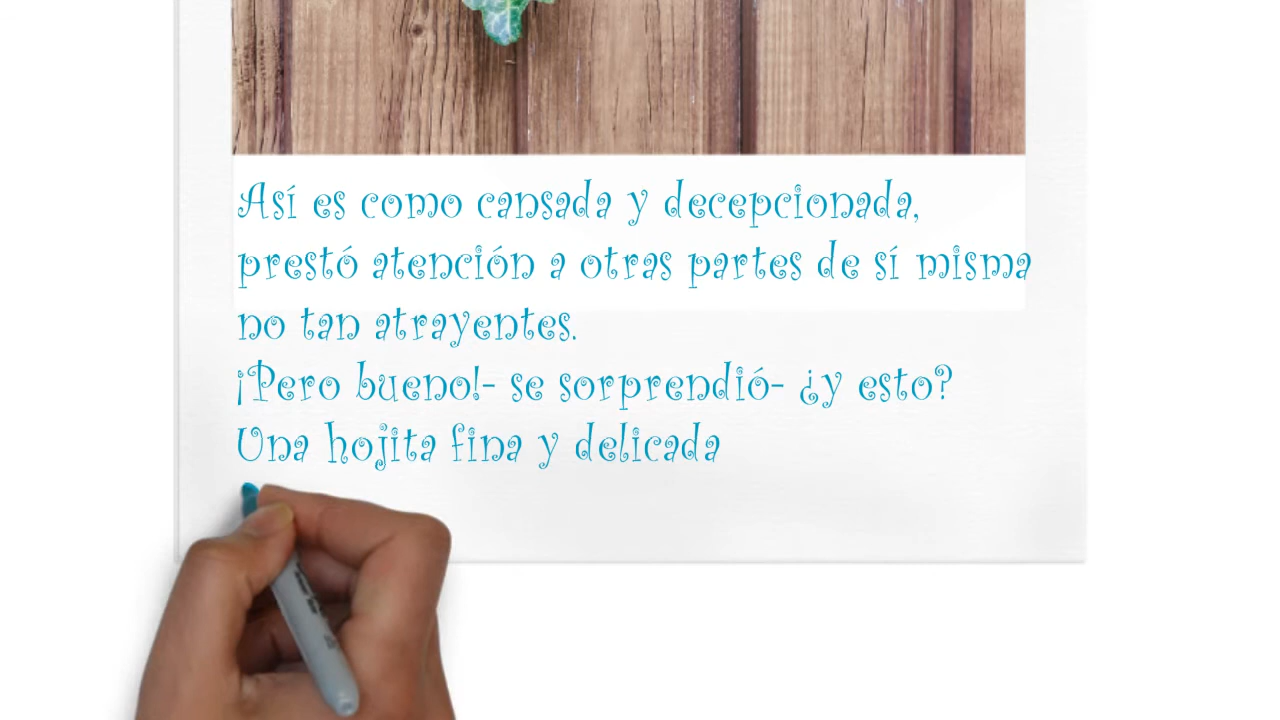 Así es como cansada y decepcionada,
prestó atención a otras partes de sí misma
no tan atrayentes.
¡Pero bueno!- se sorprendió- ¿y esto?
Una hojita fina y delicada